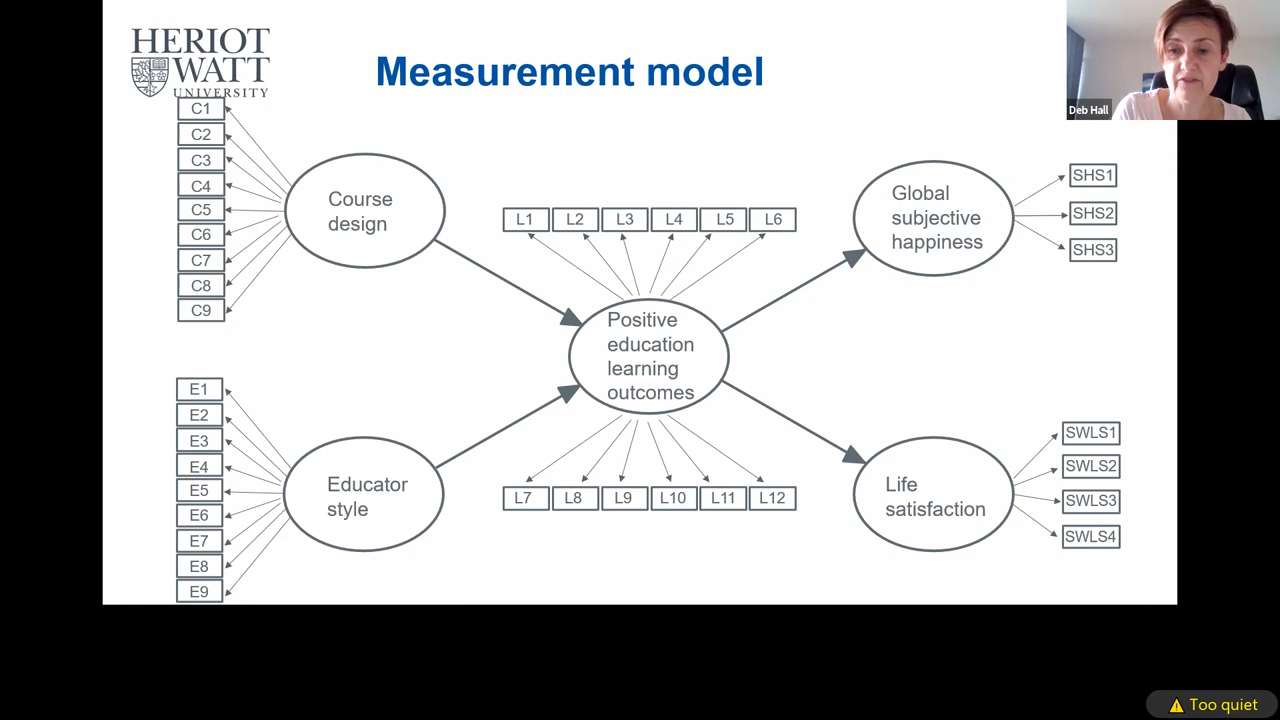 HERIOT
WATT
UNIVERSITY
Measurement model
Deb Hall
C1
C2
C3
C4
C5
C6
C7
C8
C9
Course
design
L1 L2 L3 L4 L5 L6
Global
subjective
happiness
SHS1
SHS2
SHS3
Positive
education
learning
outcomes
E1
E2
E3
E4
E5
E6
E7
E8
E9
Educator
style
L7 L8 L9 L10 L11 L12
Life
satisfaction
SWLS1
SWLS2
SWLS3
SWLS4
Too quiet